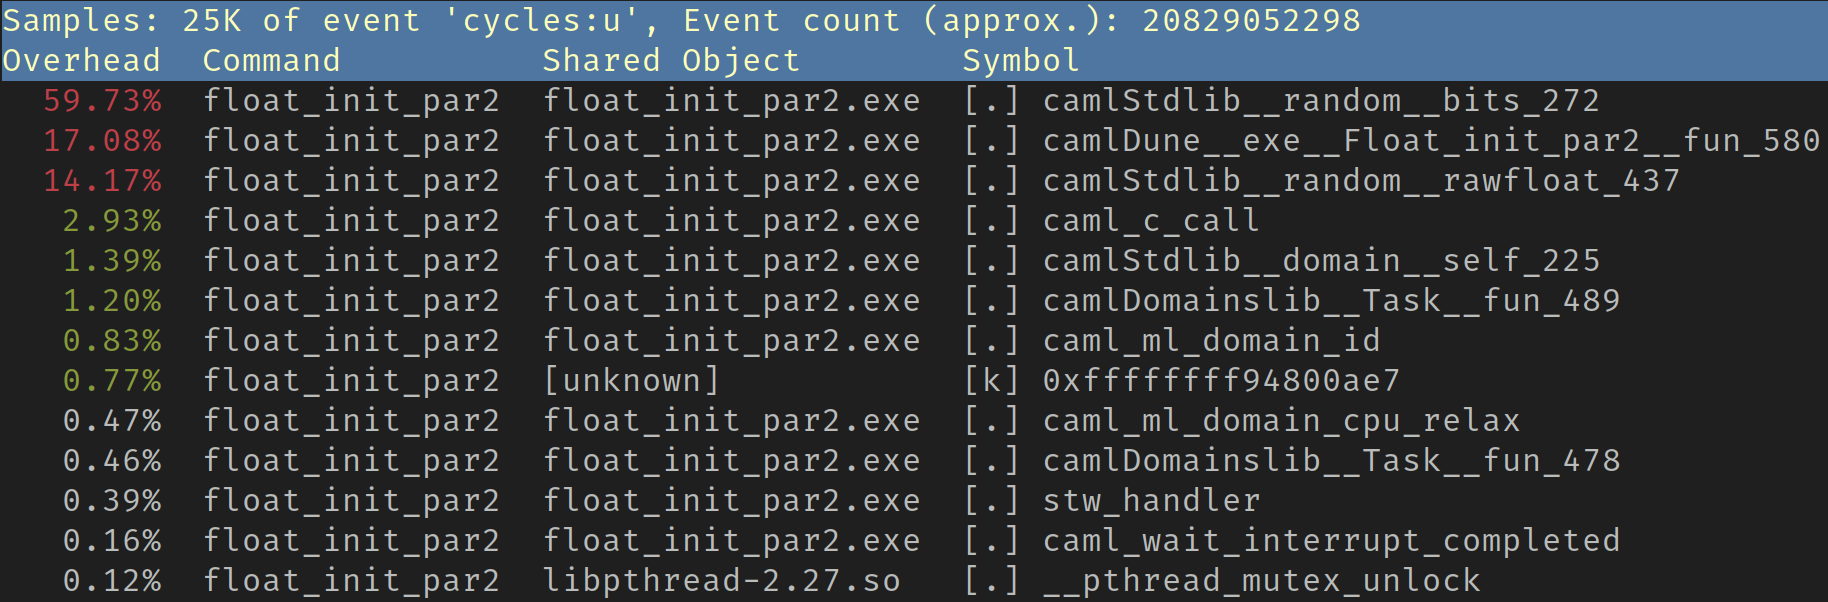 Samples: 25K of event 'cycles:u', Event count (approx.): 20829052298
Overhead  Command          Shared Object        Symbol
59.73%  float_init_par2  float_init_par2.exe  [.] camlStdlib__random__bits_272
17.08%  float_init_par2  float_init_par2.exe  [.] camlDune__exe__Float_init_par2__fun_580
14.17%  float_init_par2  float_init_par2.exe  [.] camlStdlib__random__rawfloat_437
2.93%  float_init_par2  float_init_par2.exe  [.] caml_c_call
1.39%  float_init_par2  float_init_par2.exe  [.] camlStdlib__domain__self_225
1.20%  float_init_par2  float_init_par2.exe  [.] camlDomainslib__Task__fun_489
0.83%  float_init_par2  float_init_par2.exe  [.] caml_ml_domain_id
0.77%  float_init_par2  [unknown]            [k] 0xffffffff94800ae7
0.47%  float_init_par2  float_init_par2.exe  [.] caml_ml_domain_cpu_relax
0.46%  float_init_par2  float_init_par2.exe  [.] camlDomainslib__Task__fun_478
0.39%  float_init_par2  float_init_par2.exe  [.] stw_handler
0.16%  float_init_par2  float_init_par2.exe  [.] caml_wait_interrupt_completed
0.12%  float_init_par2  libpthread-2.27.so   [.] __pthread_mutex_unlock